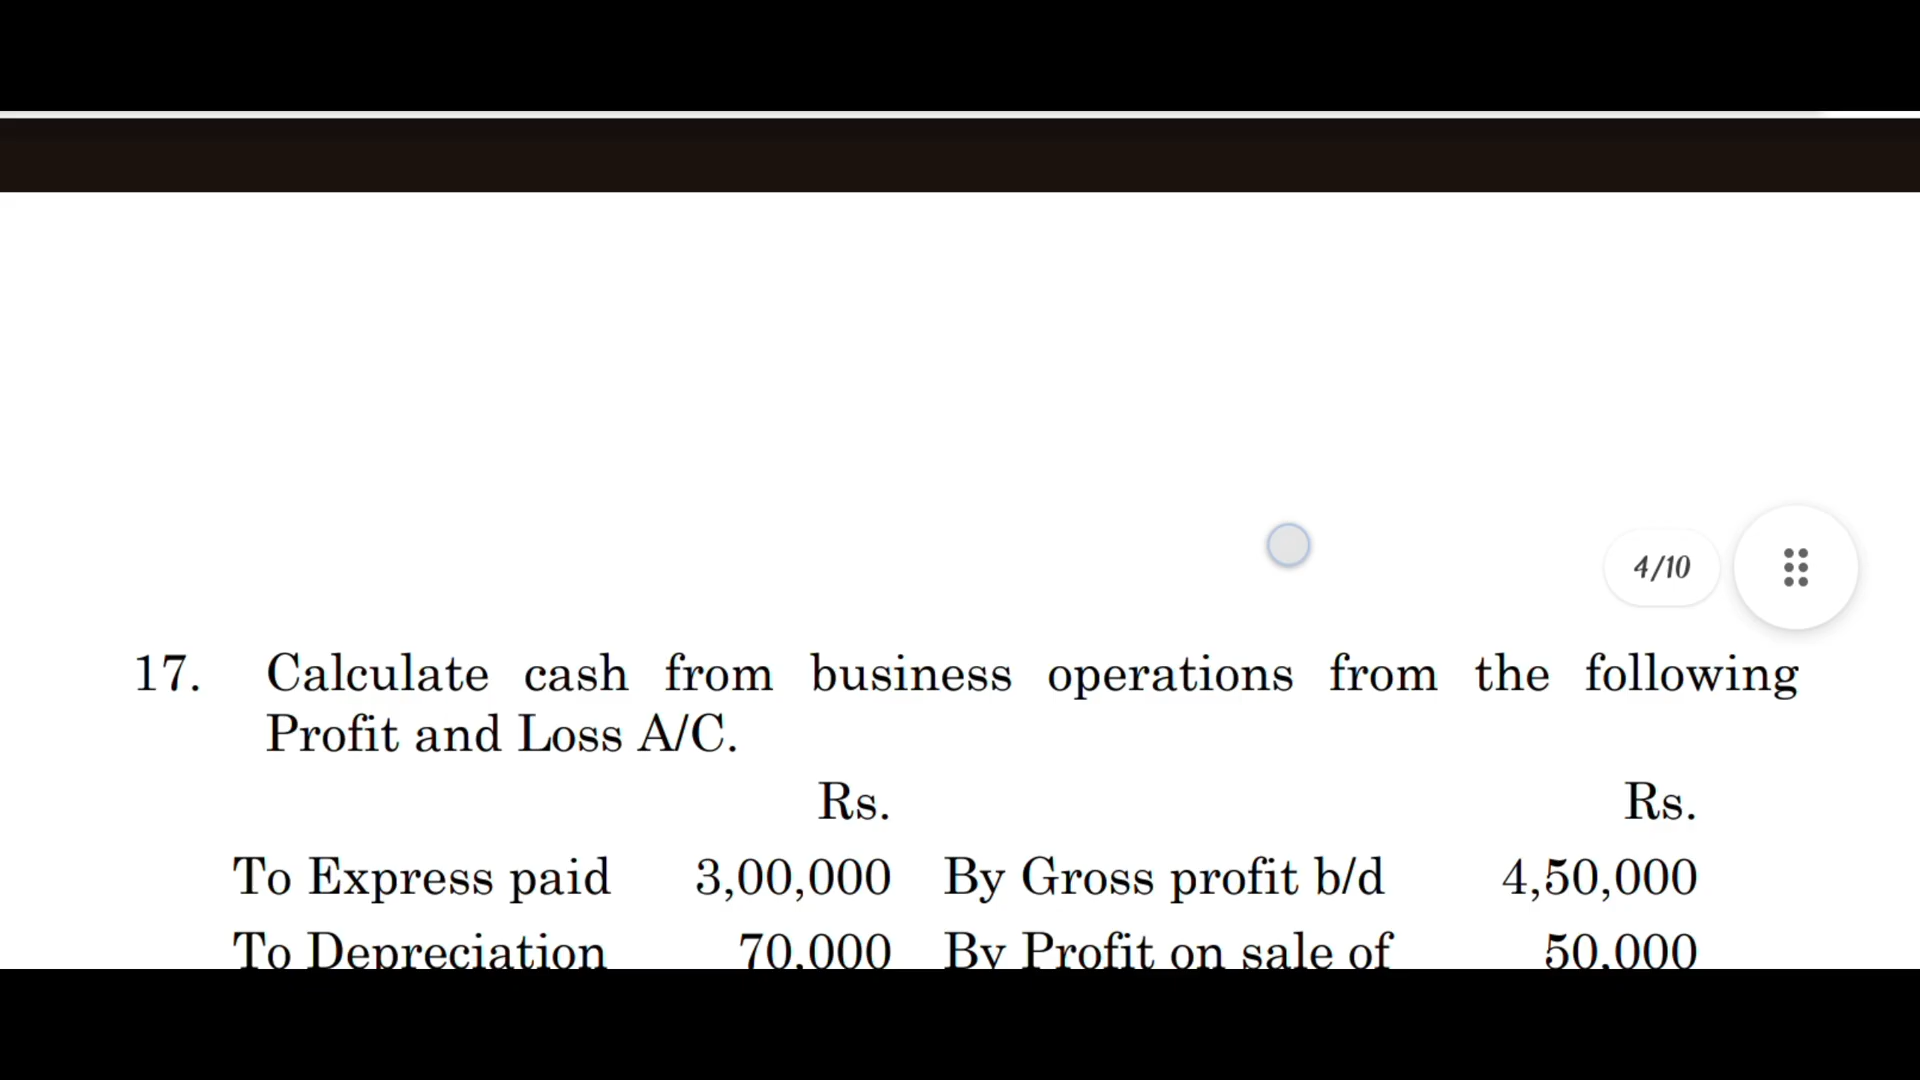 4/10
17. Calculate cash from business operations from the following
Profit and Loss A/C.
Rs. Rs.
To Express paid 3,00,000 By Gross profit b/d 4,50,000
To Depreciation 70,000 By Profit on sale of 50,000